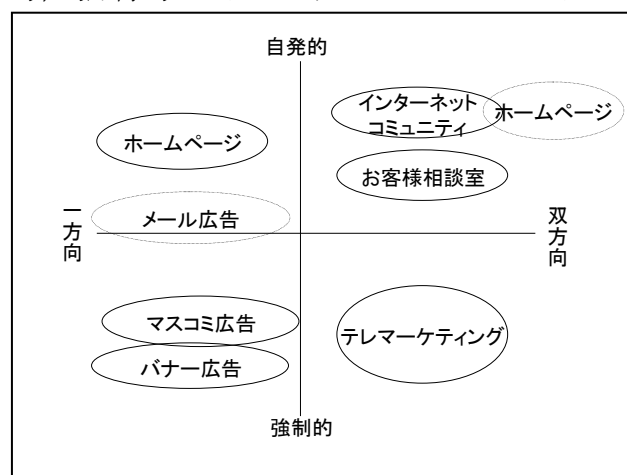 自発的
インターネット
コミュニティ
ホームページ
ホームページ
お客様相談室
メール広告
一方向
双方向
マスコミ広告
バナー広告
テレマーケティング
強制的